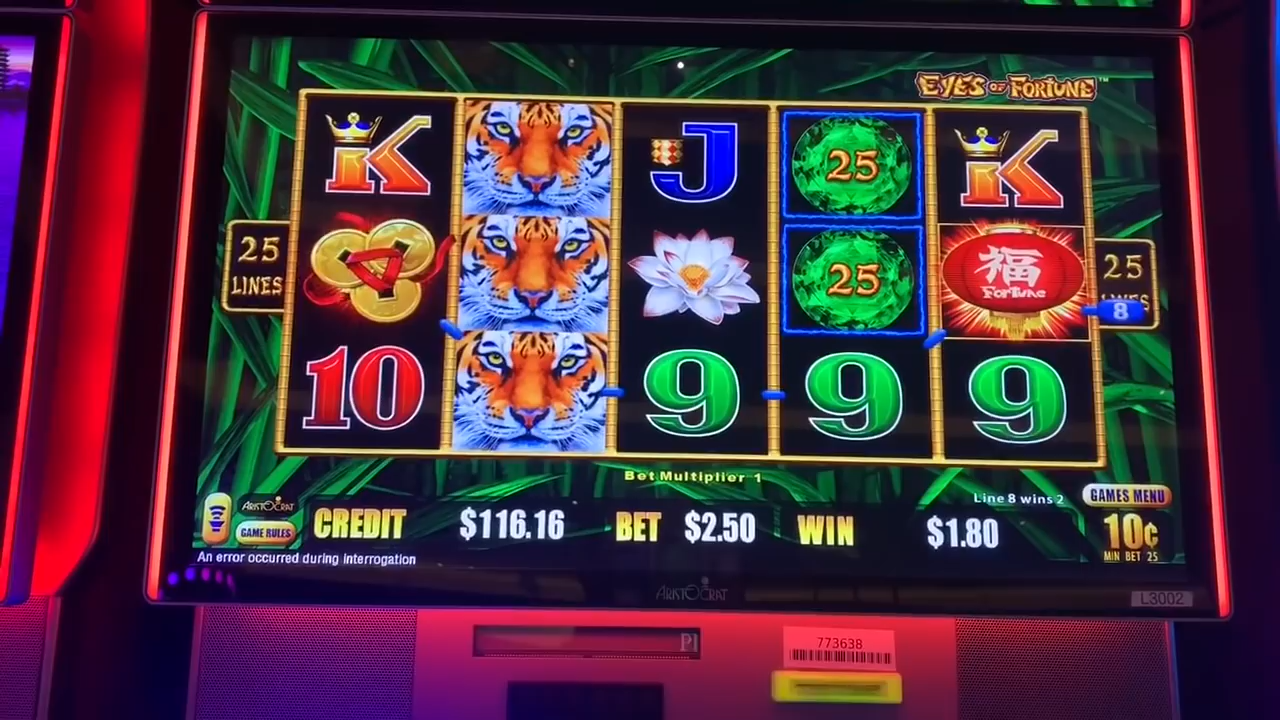 EYES OF FORTUNE™
K J 25 K
25 LINES
25
福
FORTUNE
25 LINES
8
10 9 9 9
Bet Multiplier 1
Line 8 wins 2
GAMES MENU
ARISTOCRAT
GAME RULES
CREDIT $116.16 BET $2.50 WIN $1.80
10¢
MIN BET 25
An error occurred during interrogation
ARISTOCRAT
L3002
773638